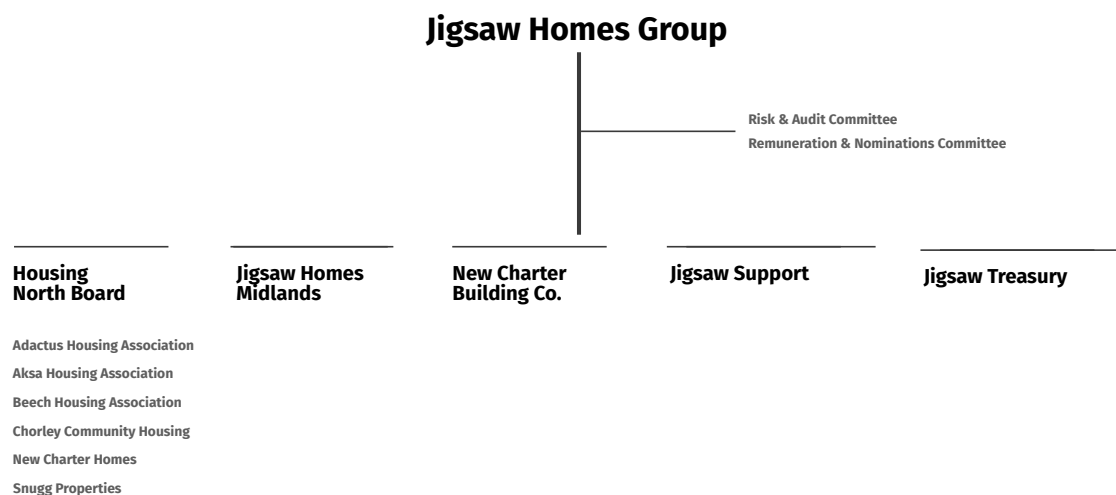 Jigsaw Homes Group
Risk & Audit Committee
Remuneration & Nominations Committee
Housing
North Board
Jigsaw Homes
Midlands
New Charter
Building Co.
Jigsaw Support
Jigsaw Treasury
Adactus Housing Association
Aksa Housing Association
Beech Housing Association
Chorley Community Housing
New Charter Homes
Snugg Properties